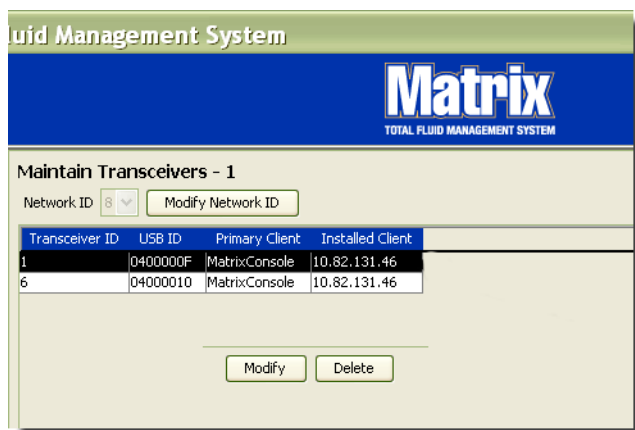 Management System
Matrix
TOTAL FLUID MANAGEMENT SYSTEM
Maintain Transceivers - 1
Network ID 8 Modify Network ID
Transceiver ID USB ID Primary Client Installed Client
1 0400000F MatrixConsole 10.82.131.46
6 04000010 MatrixConsole 10.82.131.46
Modify Delete